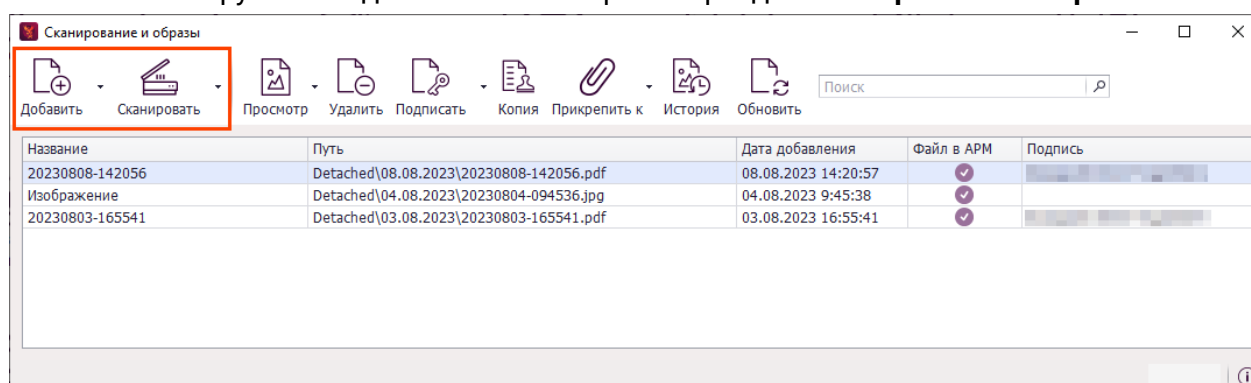 Сканирование и образы
Добавить Сканировать Просмотр Удалить Подписать Копия Прикрепить к История Обновить Поиск
Название Путь Дата добавления Файл в АРМ Подпись
20230808-142056 Detached\08.08.2023\20230808-142056.pdf 08.08.2023 14:20:57
Изображение Detached\04.08.2023\20230804-094536.jpg 04.08.2023 9:45:38
20230803-165541 Detached\03.08.2023\20230803-165541.pdf 03.08.2023 16:55:41